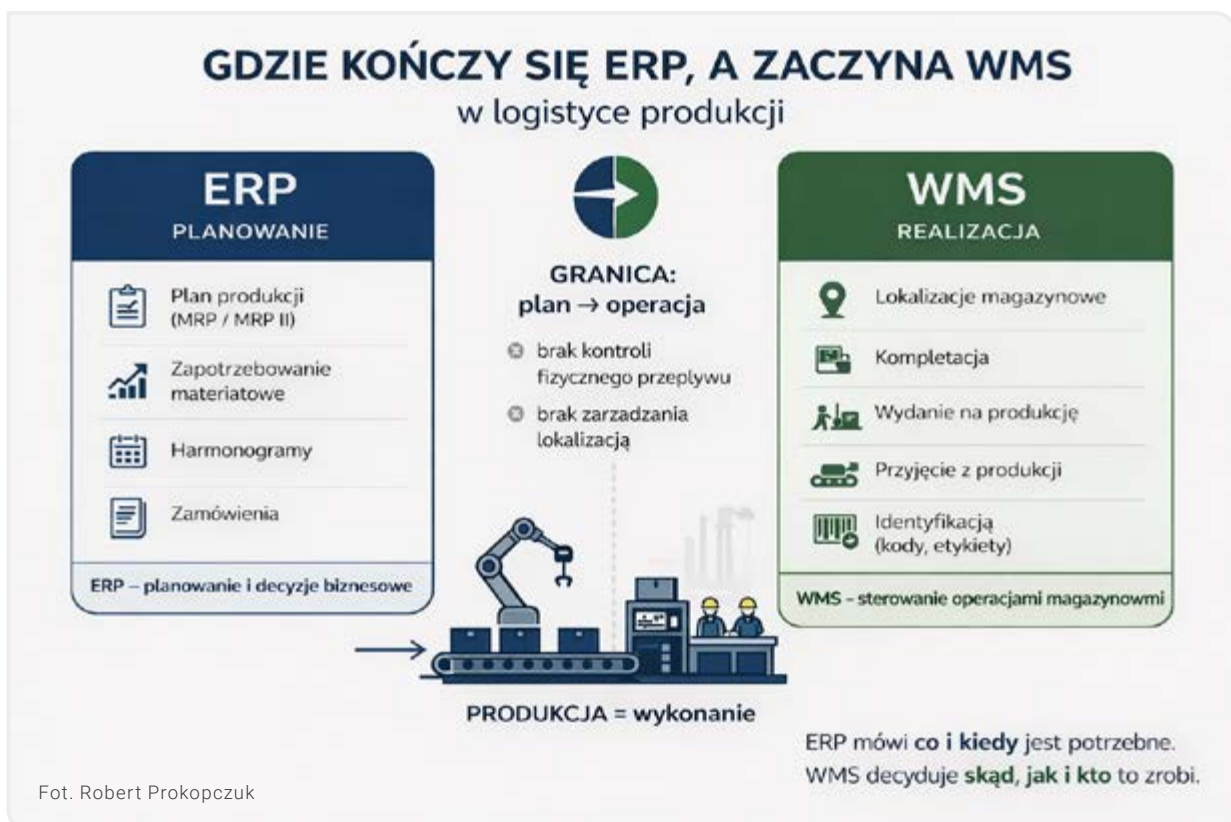 GDZIE KOŃCZY SIĘ ERP, A ZACZYNA WMS
w logistyce produkcji
ERP
PLANOWANIE
Plan produkcji
(MRP / MRP II)
Zapotrzebowanie
materiatowe
Harmonogramy
Zamówienia
ERP – planowanie i decyzje biznesowe
GRANICA:
plan → operacja
brak kontroli
fizycznego przeplywu
brak zarzadzania
lokalizacją
PRODUKCJA = wykonanie
WMS
REALIZACJA
Lokalizacje magazynowe
Kompletacja
Wydanie na produkcję
Przyjęcie z produkcji
Identyfikacją
(kody, etykiety)
WMS – sterowanie operacjami magazynowmi
ERP mówi co i kiedy jest potrzebne.
WMS decyduje skąd, jak i kto to zrobi.
Fot. Robert Prokopczuk